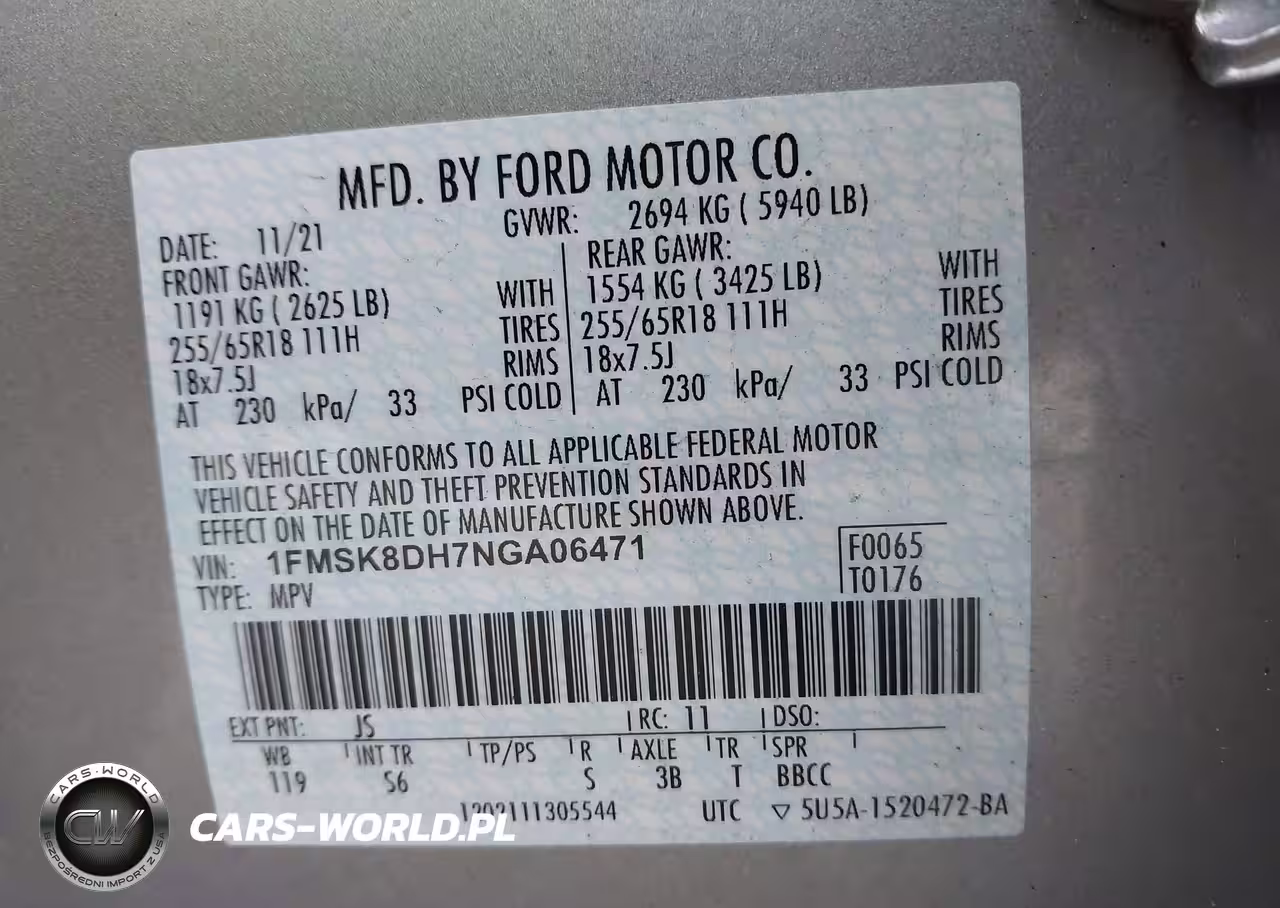 MFD. BY FORD MOTOR CO.
DATE: 11/21 GVWR: 2694 KG ( 5940 LB)
FRONT GAWR: REAR GAWR:
1191 KG ( 2625 LB) WITH 1554 KG ( 3425 LB) WITH
255/65R18 111H TIRES 255/65R18 111H TIRES
18x7.5J RIMS 18x7.5J RIMS
AT 230 kPa/ 33 PSI COLD AT 230 kPa/ 33 PSI COLD
THIS VEHICLE CONFORMS TO ALL APPLICABLE FEDERAL MOTOR
VEHICLE SAFETY AND THEFT PREVENTION STANDARDS IN
EFFECT ON THE DATE OF MANUFACTURE SHOWN ABOVE.
VIN: 1FMSK8DH7NGA06471 F0065
TYPE: MPV T0176
EXT PNT: JS RC: 11 DSO:
WB INT TR TP/PS R AXLE TR SPR
119 S6 S 3B T BBCC
1202111305544 UTC ▽ 5U5A-1520472-BA
CARS-WORLD
CW
BEZPOŚREDNI IMPORT Z USA
CARS-WORLD.PL